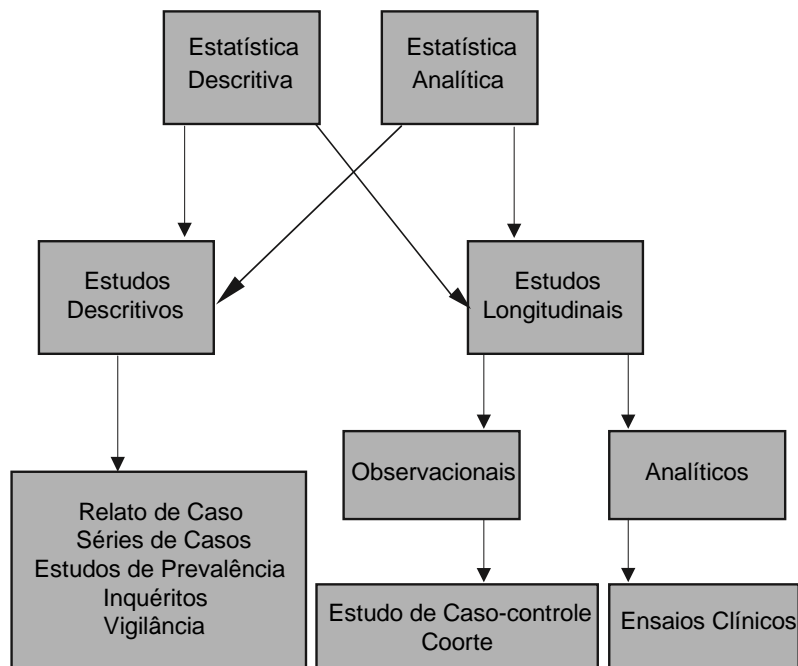 Estatística
Descritiva
Estatística
Analítica
Estudos
Descritivos
Estudos
Longitudinais
Observacionais
Analíticos
Relato de Caso
Séries de Casos
Estudos de Prevalência
Inquéritos
Vigilância
Estudo de Caso-controle
Coorte
Ensaios Clínicos